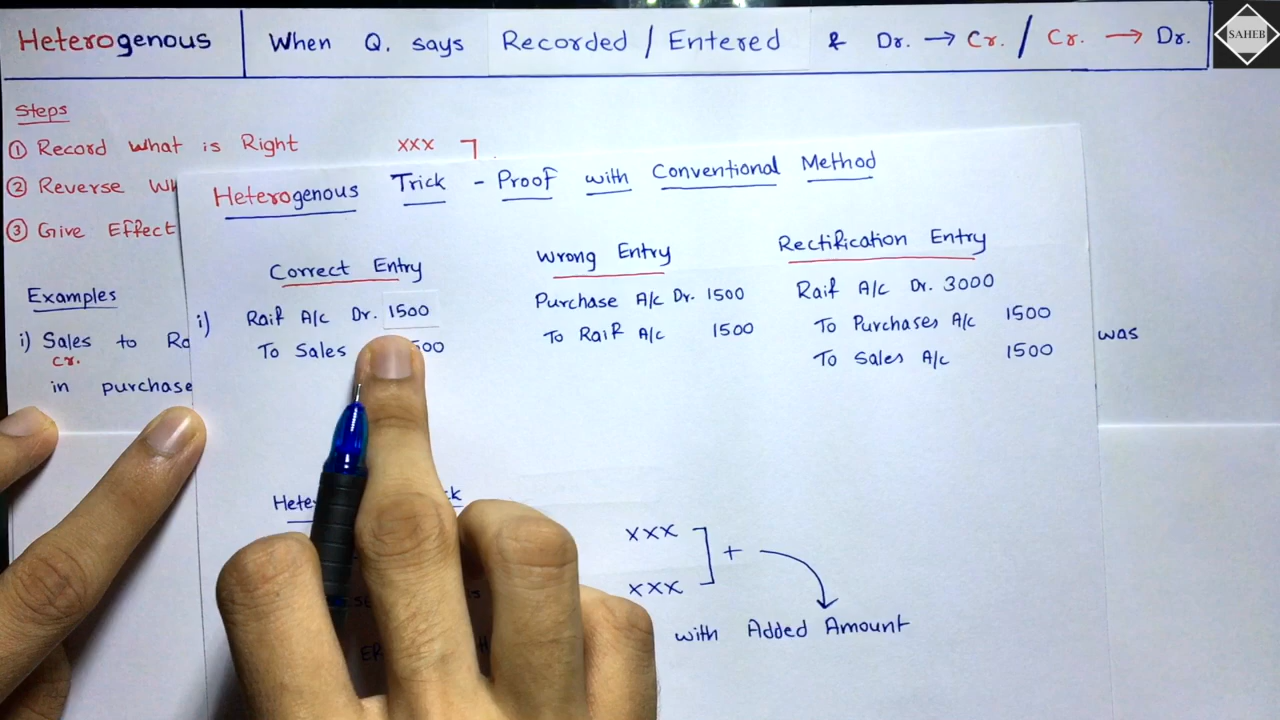 Heterogenous | When Q. says Recorded / Entered & Dr. → Cr. / Cr. → Dr.
SAHEB
Steps
① Record What is Right xxx
② Reverse
③ Give Effect
Examples
i) Sales to
Cr.
in purchase
was
Heterogenous Trick - Proof with Conventional Method
Correct Entry
i) Raif A/c Dr. 1500
To Sales
Wrong Entry
Purchase A/c Dr. 1500
To Raif A/c 1500
Rectification Entry
Raif A/c Dr. 3000
To Purchases A/c 1500
To Sales A/c 1500
xxx
+
xxx
with Added Amount